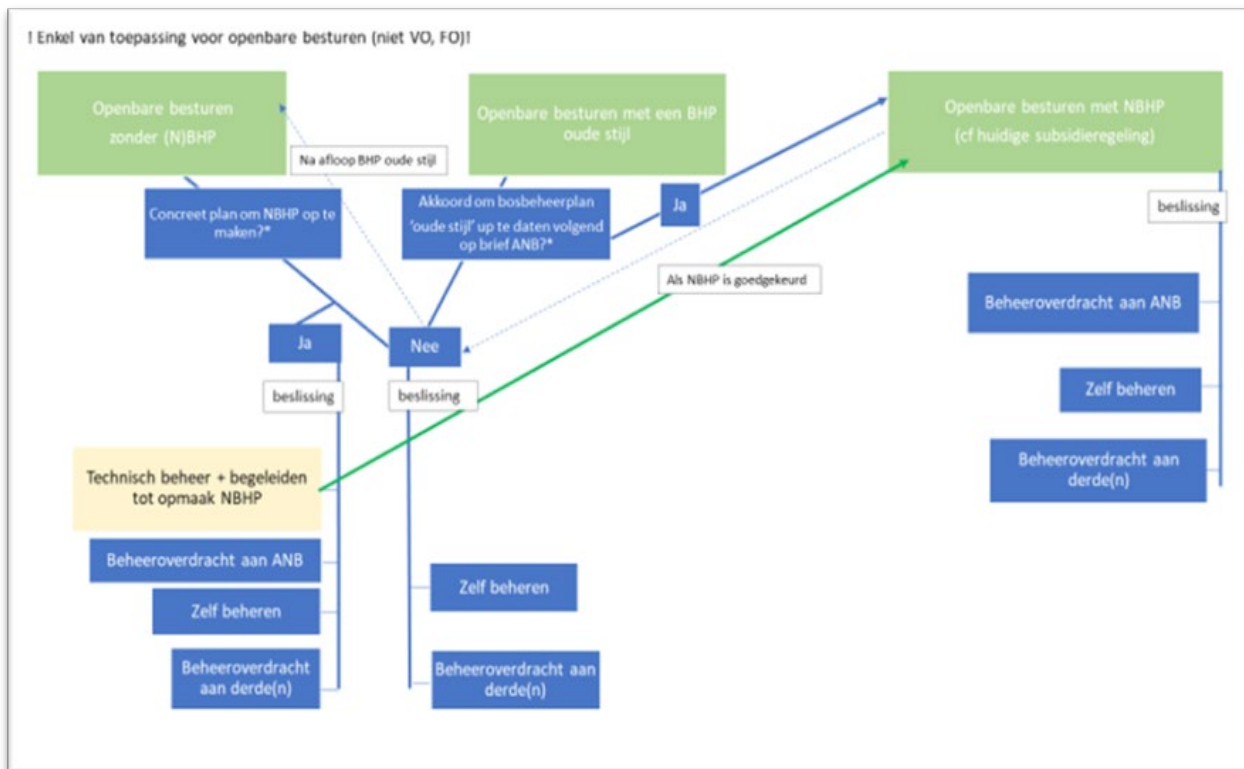 ! Enkel van toepassing voor openbare besturen (niet VO, FO)!
Openbare besturen
zonder (N)BHP
Openbare besturen met een BHP
oude stijl
Openbare besturen met NBHP
(cf huidige subsidieregeling)
Na afloop BHP oude stijl
Concreet plan om NBHP op te
maken?*
Akkoord om bosbeheerplan
'oude stijl' up te daten volgend
op brief ANB?*
Ja
beslissing
Als NBHP is goedgekeurd
Beheeroverdracht aan ANB
Ja
Nee
beslissing
beslissing
Zelf beheren
Beheeroverdracht aan
derde(n)
Technisch beheer + begeleiden
tot opmaak NBHP
Beheeroverdracht aan ANB
Zelf beheren
Zelf beheren
Beheeroverdracht
aan derde(n)
Beheeroverdracht aan
derde(n)